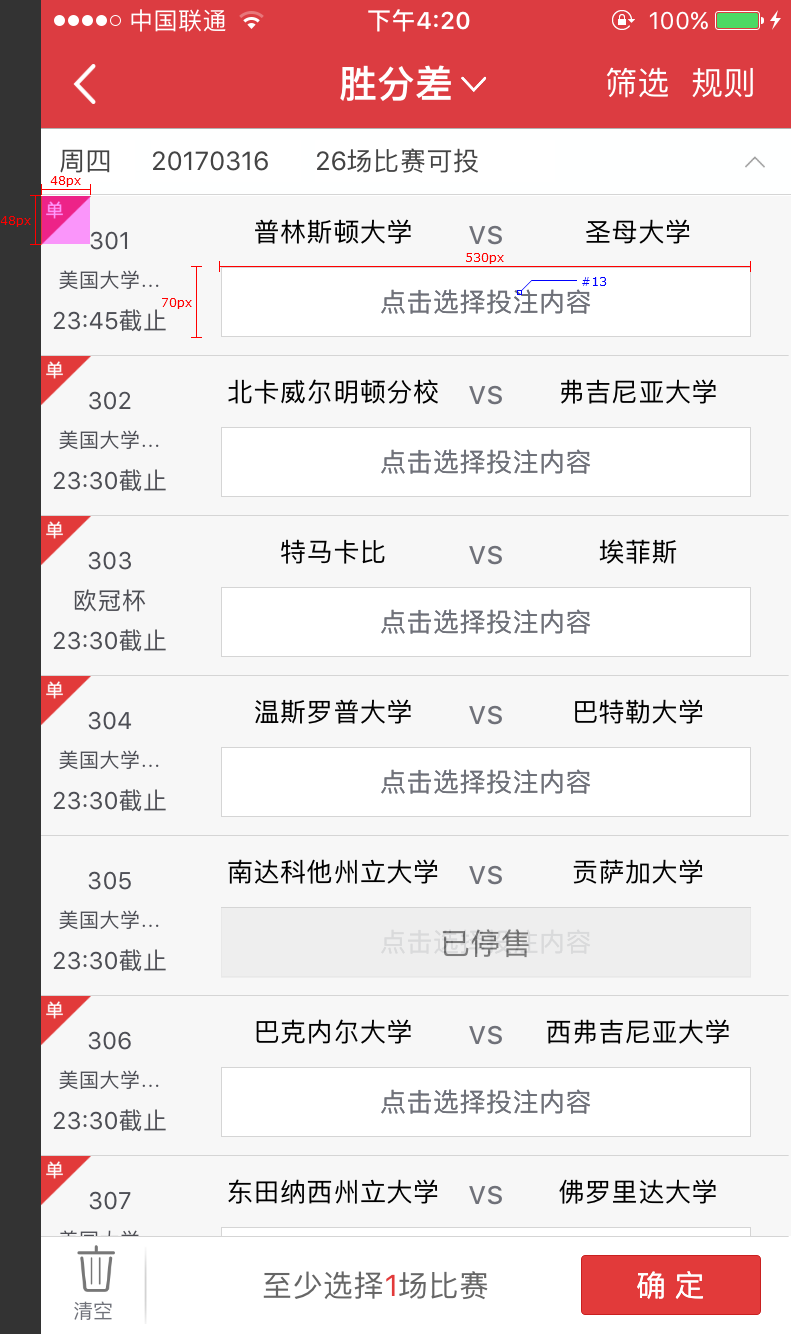 中国联通 下午4:20 100%
胜分差 筛选 规则
周四 20170316 26场比赛可投
48px
48px
单
301
普林斯顿大学 VS 圣母大学
530px
美国大学...
70px
#13
点击选择投注内容
23:45截止
单
302
北卡威尔明顿分校 VS 弗吉尼亚大学
美国大学...
点击选择投注内容
23:30截止
单
303
特马卡比 VS 埃菲斯
欧冠杯
点击选择投注内容
23:30截止
单
304
温斯罗普大学 VS 巴特勒大学
美国大学...
点击选择投注内容
23:30截止
305
南达科他州立大学 VS 贡萨加大学
美国大学...
点击选择投注内容
已停售
23:30截止
单
306
巴克内尔大学 VS 西弗吉尼亚大学
美国大学...
点击选择投注内容
23:30截止
单
307
东田纳西州立大学 VS 佛罗里达大学
清空
至少选择1场比赛
确 定